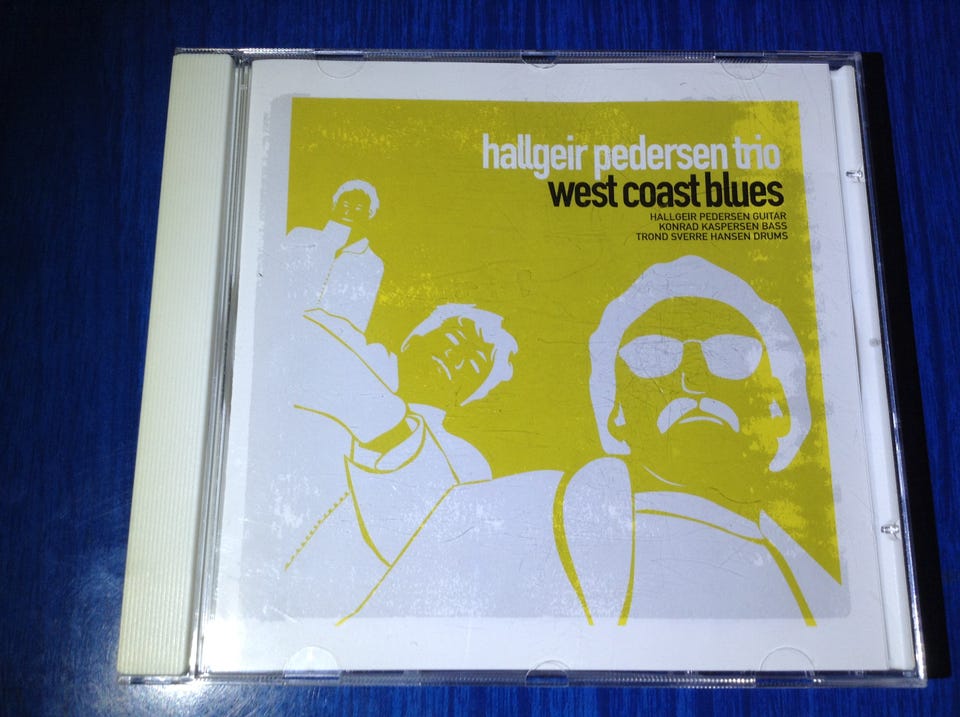 hallgeir pedersen trio
west coast blues
HALLGEIR PEDERSEN GUITAR
KONRAD KASPERSEN BASS
TROND SVERRE HANSEN DRUMS